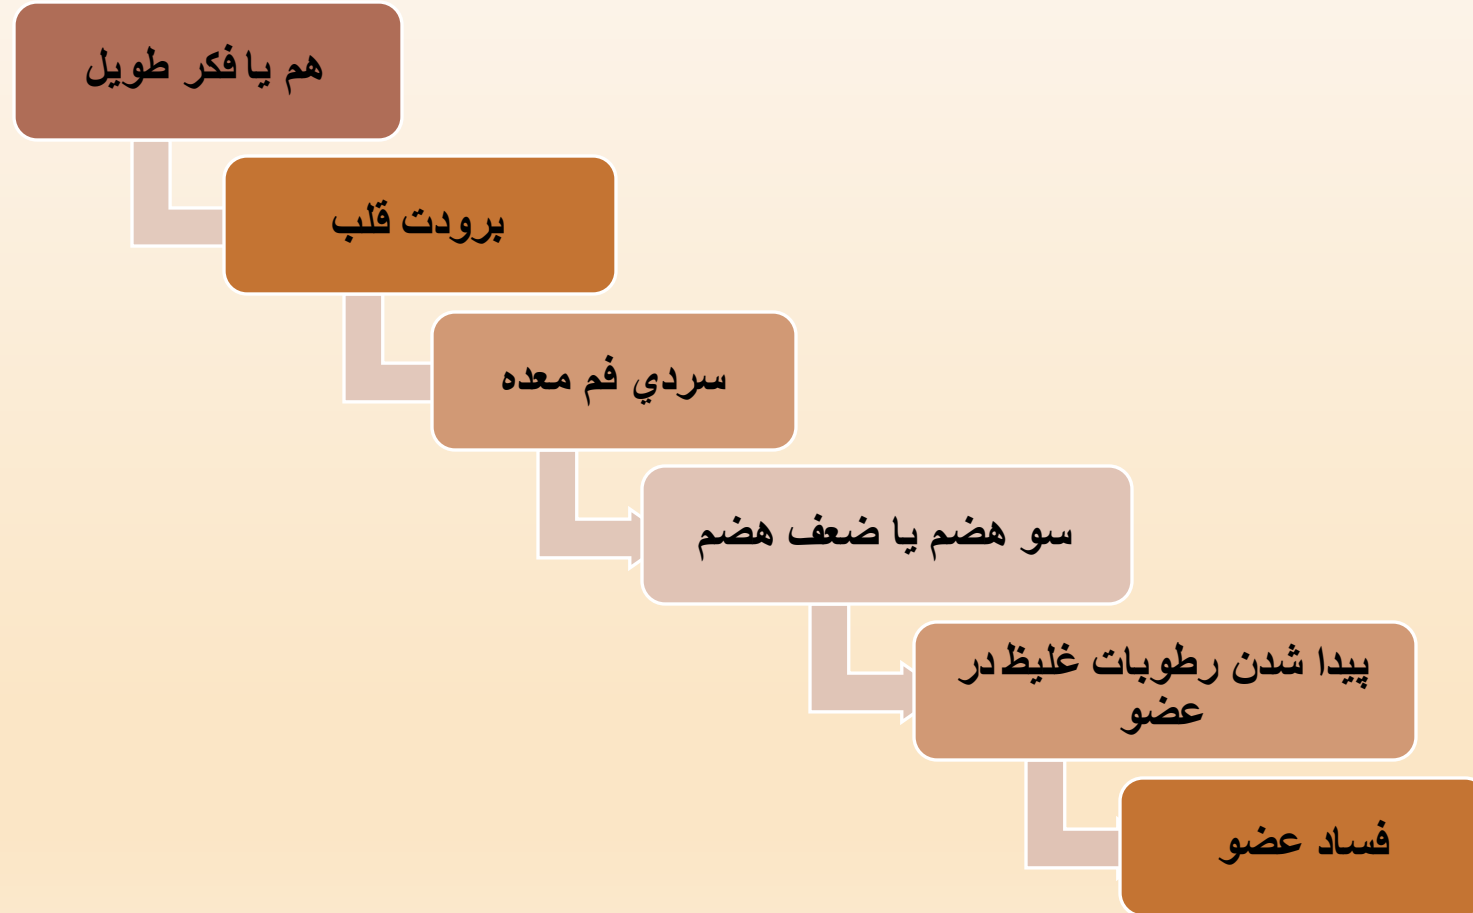 هم يا فكر طويل
برودت قلب
سردي فم معده
سو هضم يا ضعف هضم
پيدا شدن رطوبات غليظ در
عضو
فساد عضو